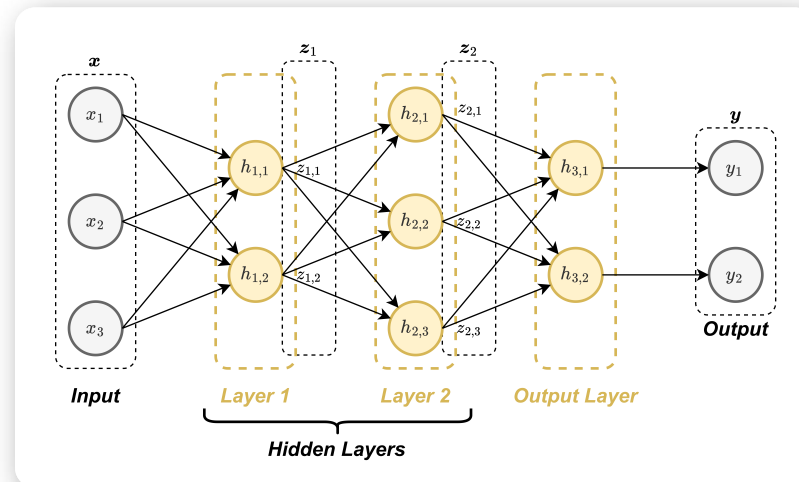 z₁
z₂
x
y
x₁
x₂
x₃
h₁,₁
h₁,₂
z₁,₁
z₁,₂
h₂,₁
h₂,₂
h₂,₃
z₂,₁
z₂,₂
z₂,₃
h₃,₁
h₃,₂
y₁
y₂
Output
Input
Layer 1
Layer 2
Output Layer
Hidden Layers